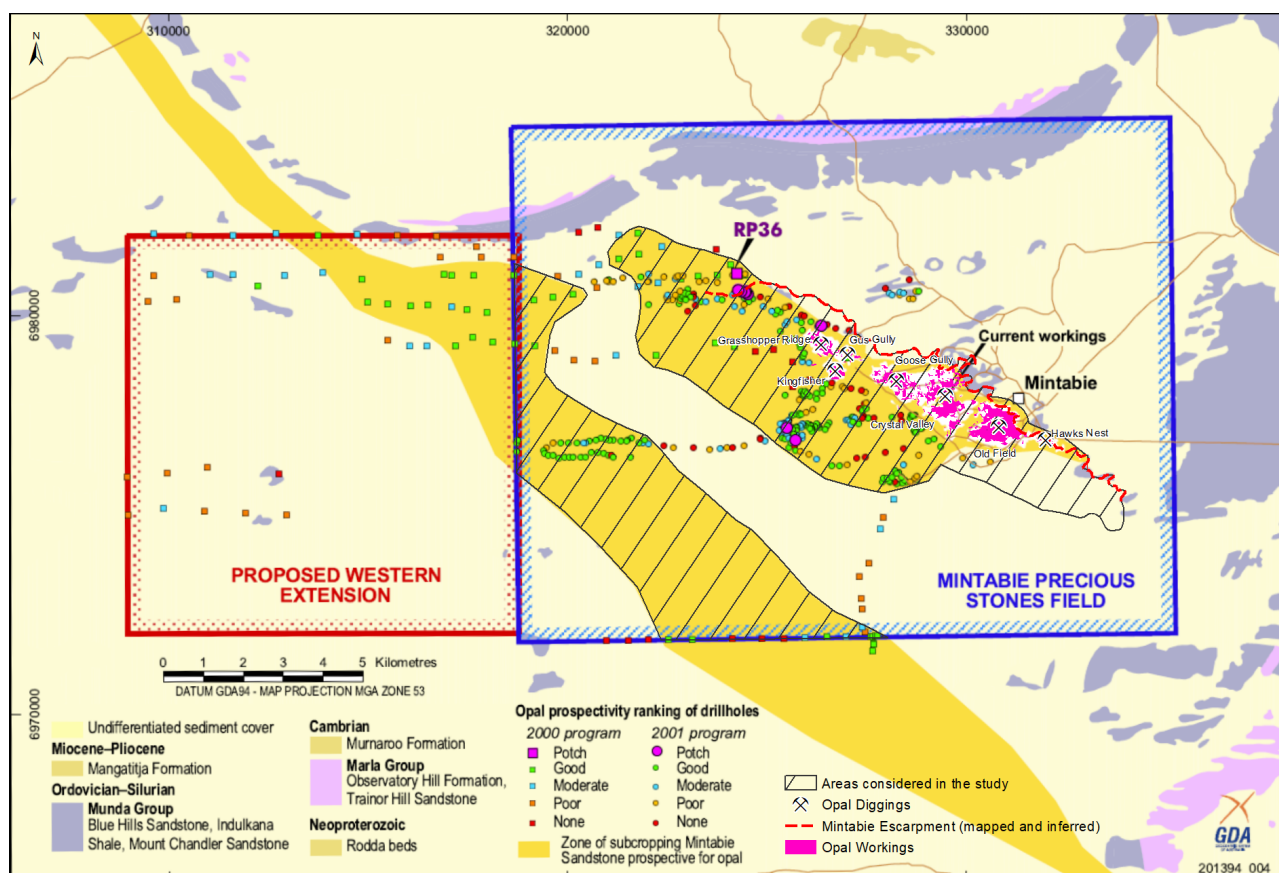 310000
320000
330000
N
6980000
6970000
RP36
Grasshopper Ridge
Gus Gully
Goose Gully
Current workings
Kingfisher
Mintabie
Crystal Valley
Hawks Nest
Old Field
PROPOSED WESTERN
EXTENSION
MINTABIE PRECIOUS
STONES FIELD
0 1 2 3 4 5 Kilometres
DATUM GDA94 - MAP PROJECTION MGA ZONE 53
Undifferentiated sediment cover
Miocene–Pliocene
Mangatitja Formation
Ordovician–Silurian
Munda Group
Blue Hills Sandstone, Indulkana
Shale, Mount Chandler Sandstone
Cambrian
Murnaroo Formation
Marla Group
Observatory Hill Formation,
Trainor Hill Sandstone
Neoproterozoic
Rodda beds
Opal prospectivity ranking of drillholes
2000 program 2001 program
Potch Potch
Good Good
Moderate Moderate
Poor Poor
None None
Zone of subcropping Mintabie
Sandstone prospective for opal
Areas considered in the study
Opal Diggings
Mintabie Escarpment (mapped and inferred)
Opal Workings
GDA
201394_004